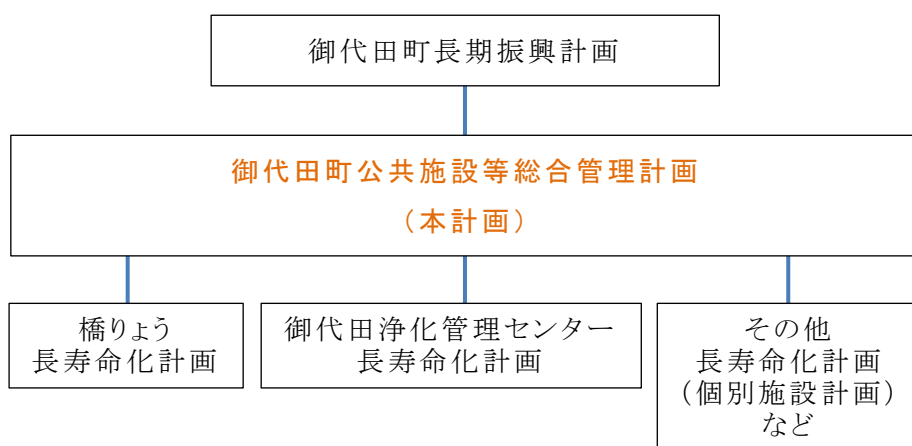 御代田町長期振興計画
御代田町公共施設等総合管理計画
（本計画）
橋りょう
長寿命化計画
御代田浄化管理センター
長寿命化計画
その他
長寿命化計画
（個別施設計画）
など